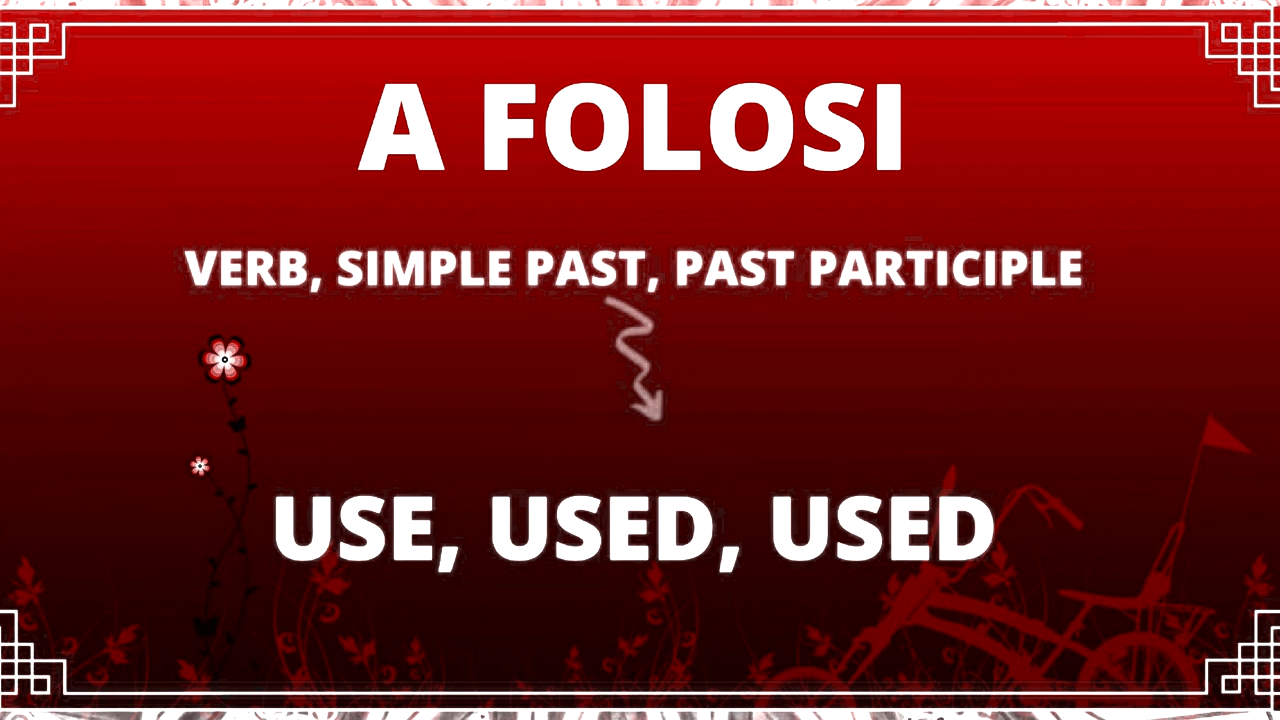 A FOLOSI
VERB, SIMPLE PAST, PAST PARTICIPLE
USE, USED, USED